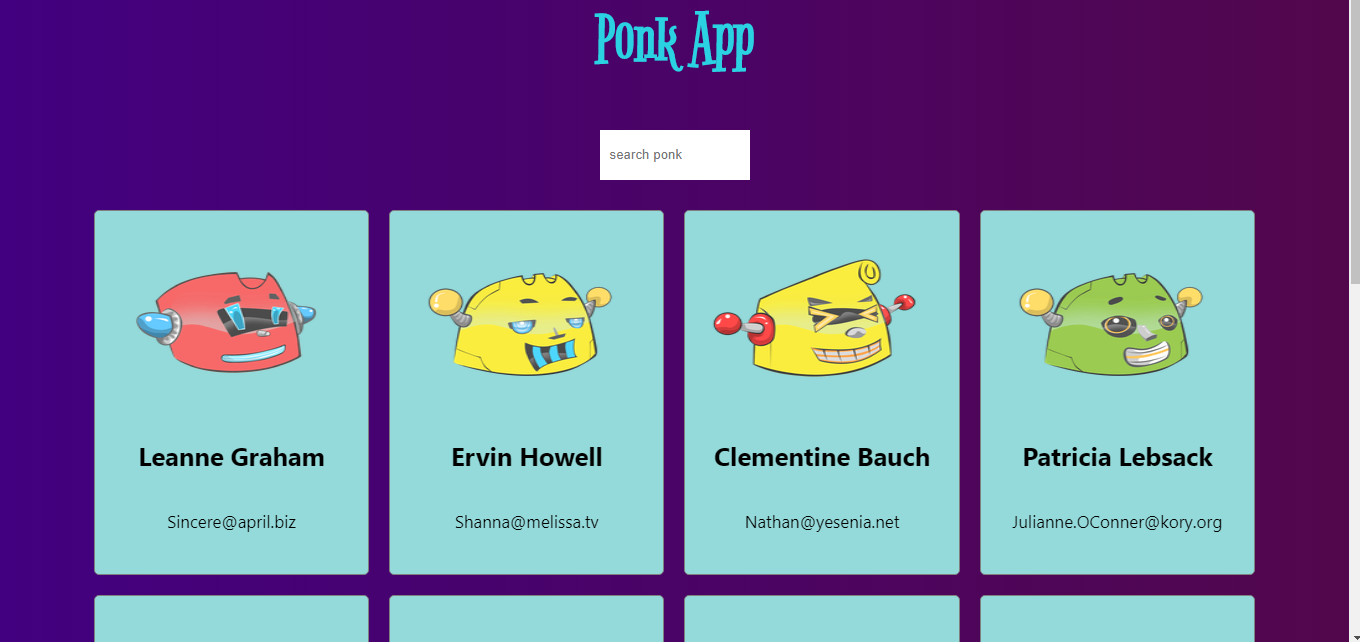 Ponk App
search ponk
Leanne Graham
Ervin Howell
Clementine Bauch
Patricia Lebsack
Sincere@april.biz
Shanna@melissa.tv
Nathan@yesenia.net
Julianne.OConner@kory.org